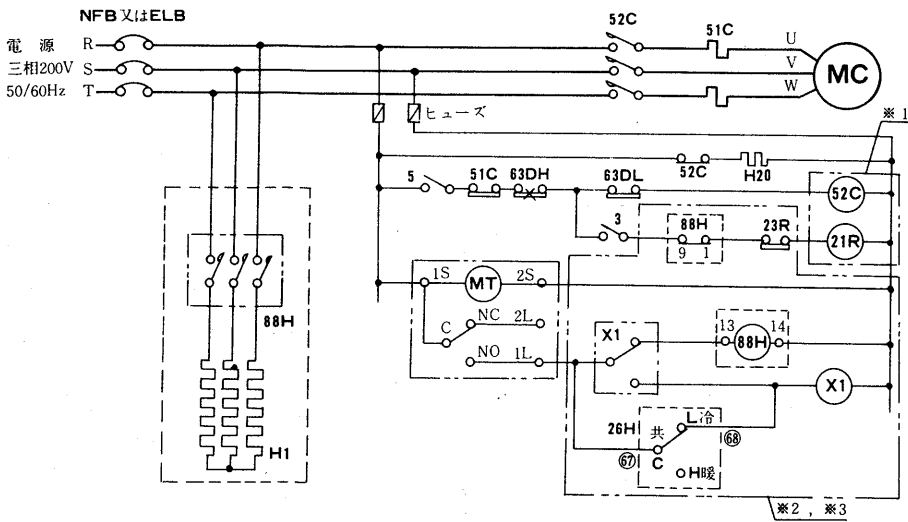 NFB又はELB
電源 R
三相200V S
50/60Hz T
52C
51C
U
V
W
MC
ヒューズ
※1
52C
H20
5
51C
63DH
63DL
52C
3
88H
9 1
23R
21R
1S
MT
2S
C
NC 2L
NO 1L
88H
X1
13
88H
14
X1
26H
共
L冷
C
H暖
67
68
H1
※2, ※3